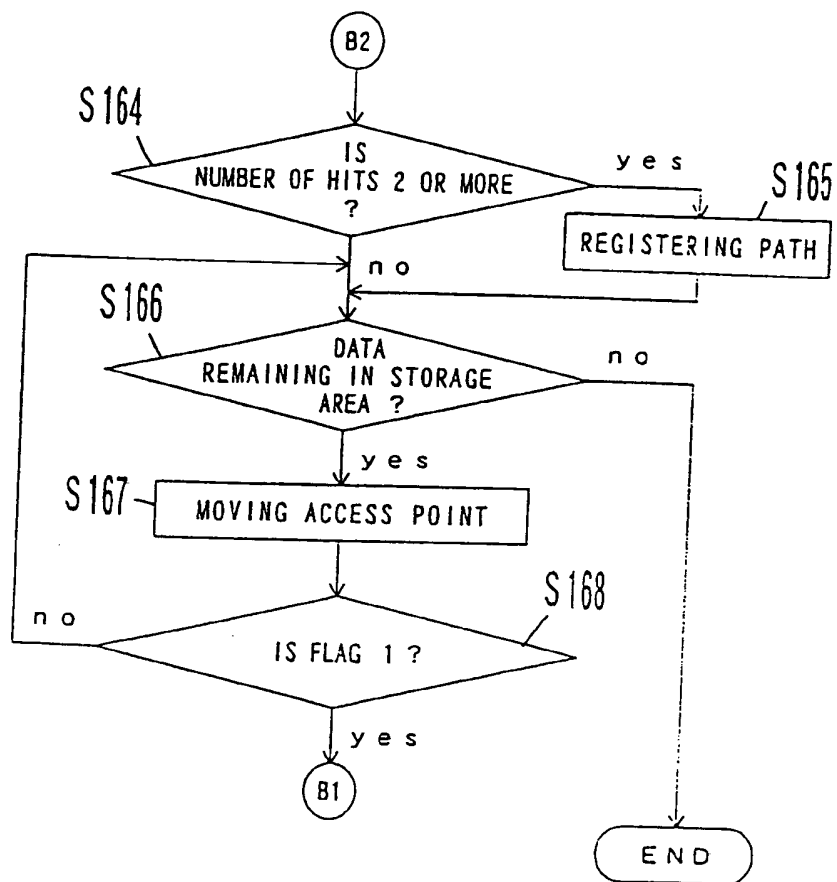 B2
S164
IS
NUMBER OF HITS 2 OR MORE
?
yes
S165
REGISTERING PATH
no
S166
DATA
REMAINING IN STORAGE
AREA ?
no
yes
S167
MOVING ACCESS POINT
S168
no
IS FLAG 1 ?
yes
B1
END